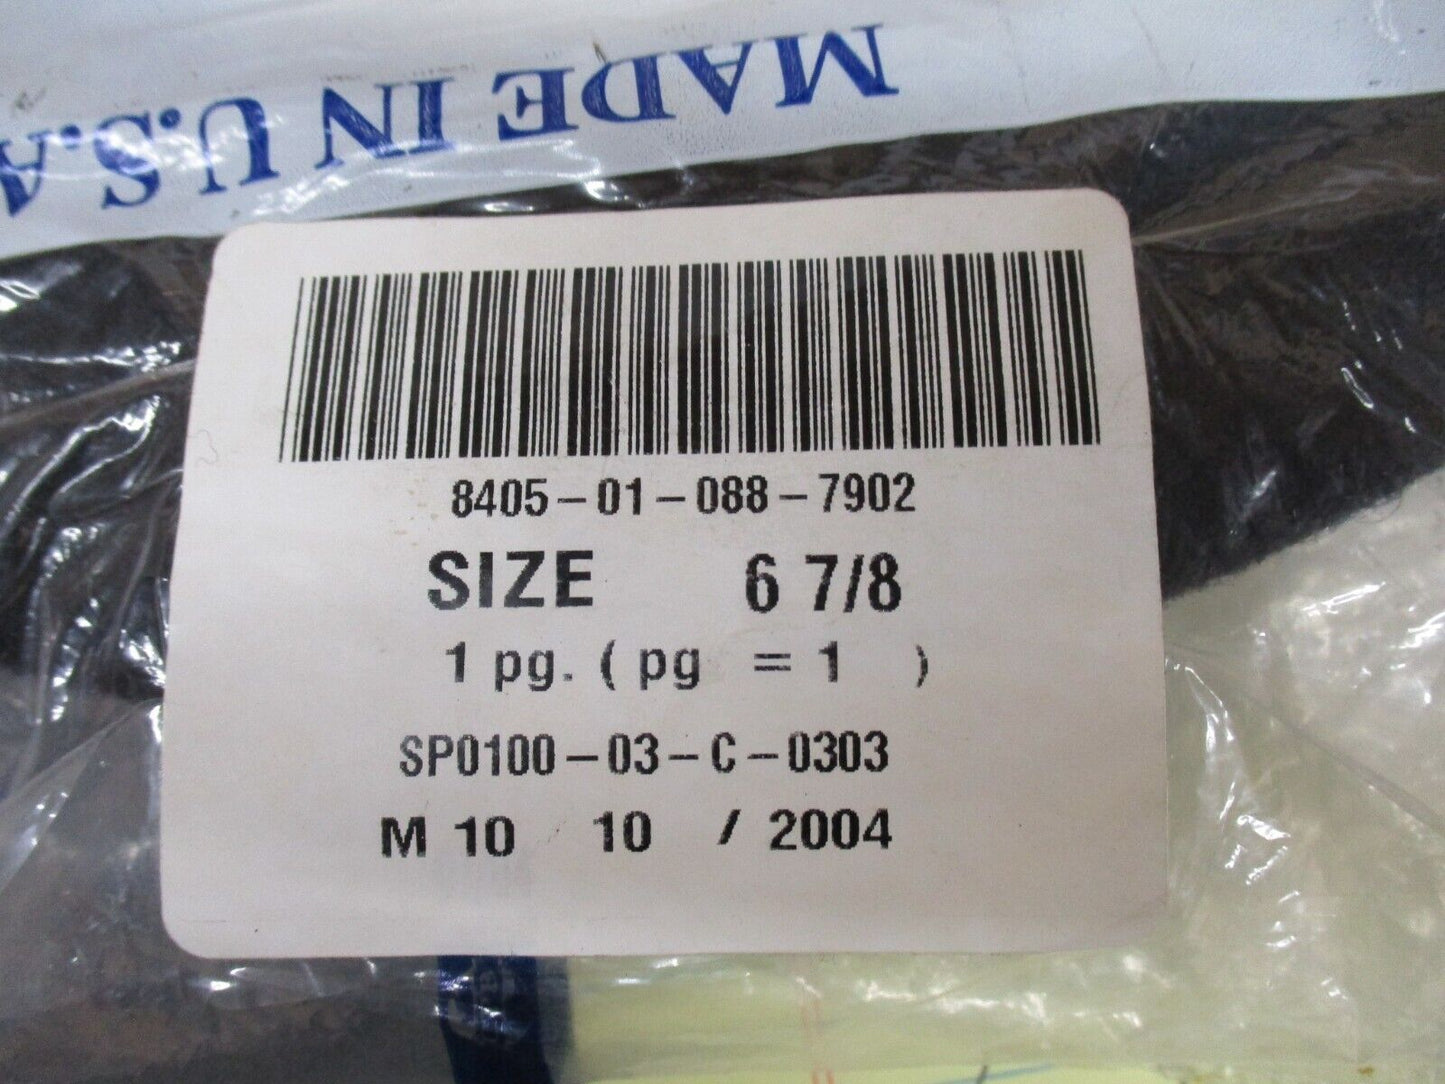 MADE IN U.S.A
8405-01-088-7902
SIZE 6 7/8
1 pg. ( pg = 1 )
SP0100-03-C-0303
M 10 10 / 2004